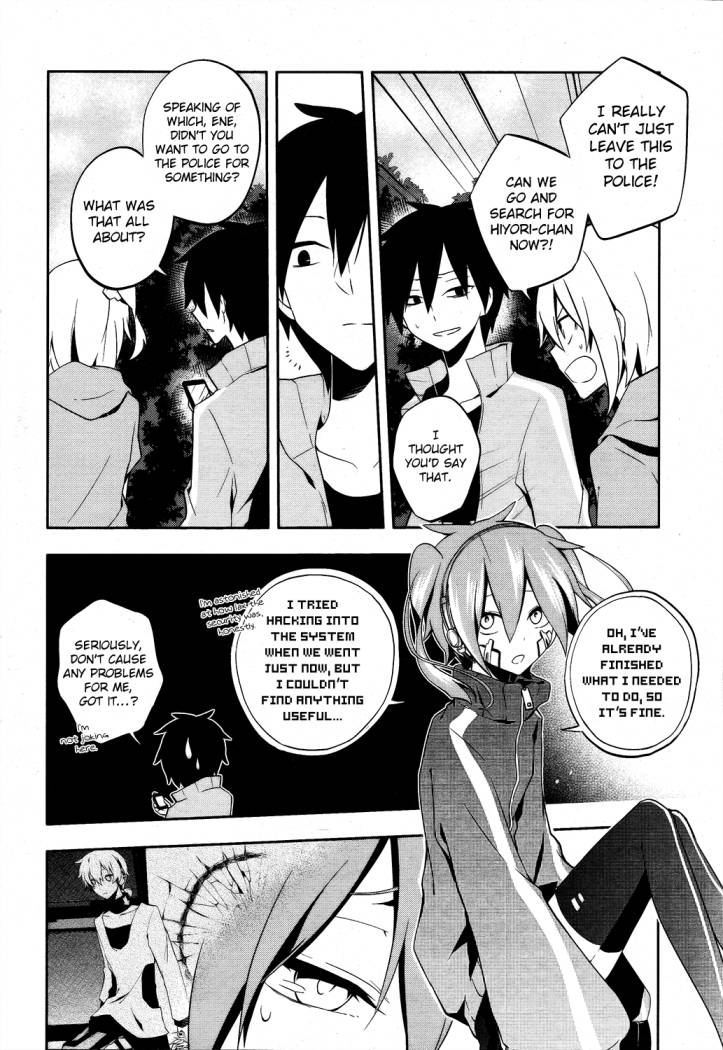 I REALLY
CAN'T JUST
LEAVE THIS
TO THE
POLICE!
CAN WE
GO AND
SEARCH FOR
HIYORI-CHAN
NOW?!
I
THOUGHT
YOU'D SAY
THAT.
SPEAKING OF
WHICH, ENE,
DIDN'T YOU
WANT TO GO
TO THE POLICE FOR
SOMETHING?
WHAT WAS
THAT ALL
ABOUT?
OH, I'VE
ALREADY
FINISHED
WHAT I NEEDED
TO DO, SO
IT'S FINE.
I TRIED
HACKING INTO
THE SYSTEM
WHEN WE WENT
JUST NOW, BUT
I COULDN'T
FIND ANYTHING
USEFUL...
I'm astonished
at how lax the
security was,
honestly.
SERIOUSLY,
DON'T CAUSE
ANY PROBLEMS
FOR ME,
GOT IT...?
I'm
not joking
here.